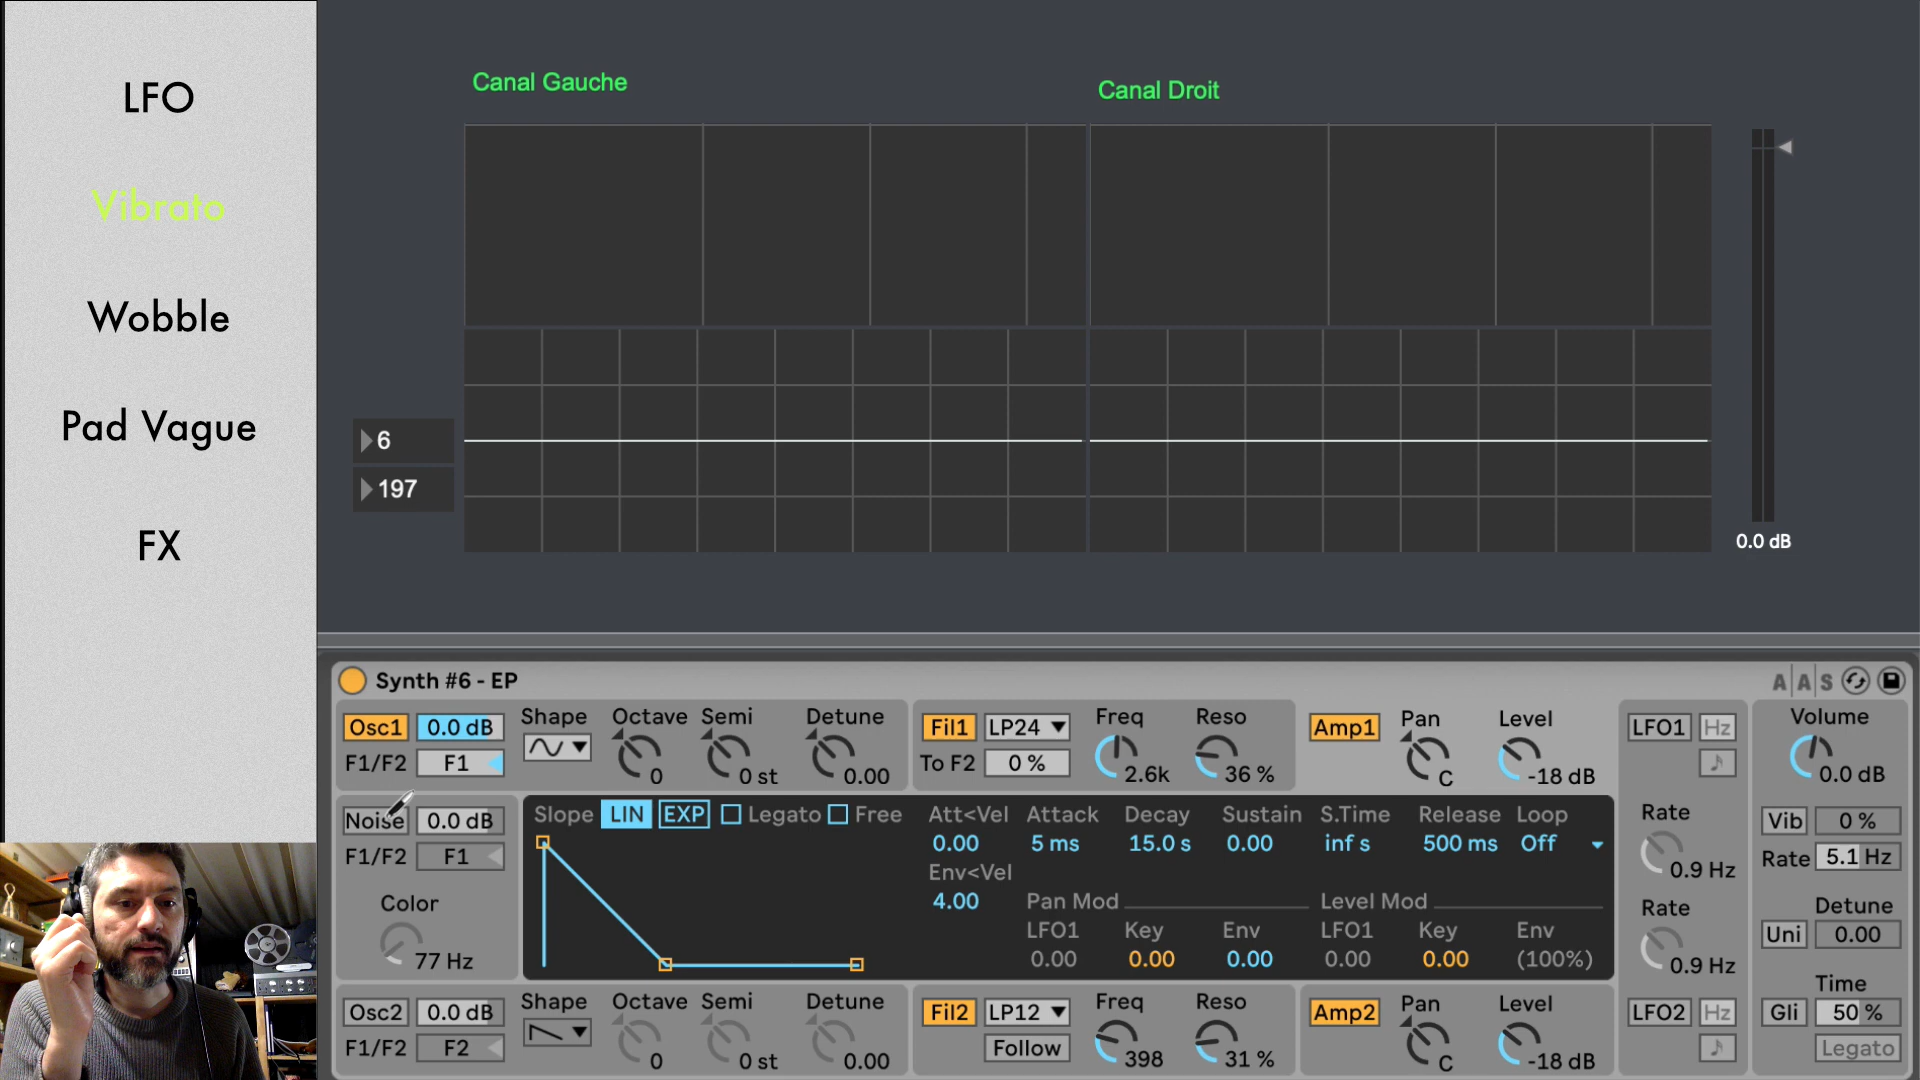 LFO
Vibrato
Wobble
Pad Vague
FX
Canal Gauche
Canal Droit
6
197
0.0 dB
Synth #6 - EP
A A S
Osc1 0.0 dB
F1/F2 F1
Shape
Octave 0
Semi 0 st
Detune 0.00
Fil1 LP24
To F2 0 %
Freq 2.6k
Reso 36 %
Amp1
Pan C
Level -18 dB
LFO1 Hz
Rate 0.9 Hz
Volume 0.0 dB
Noise 0.0 dB
F1/F2 F1
Color 77 Hz
Slope LIN EXP Legato Free
Att<Vel 0.00
Attack 5 ms
Decay 15.0 s
Sustain 0.00
S.Time inf s
Release 500 ms
Loop Off
Env<Vel 4.00
Pan Mod
LFO1 0.00
Key 0.00
Env 0.00
Level Mod
LFO1 0.00
Key 0.00
Env (100%)
Vib 0 %
Rate 5.1 Hz
Detune
Uni 0.00
Time
Gli 50 %
Legato
Osc2 0.0 dB
F1/F2 F2
Shape
Octave 0
Semi 0 st
Detune 0.00
Fil2 LP12
Follow
Freq 398
Reso 31 %
Amp2
Pan C
Level -18 dB
Rate 0.9 Hz
LFO2 Hz